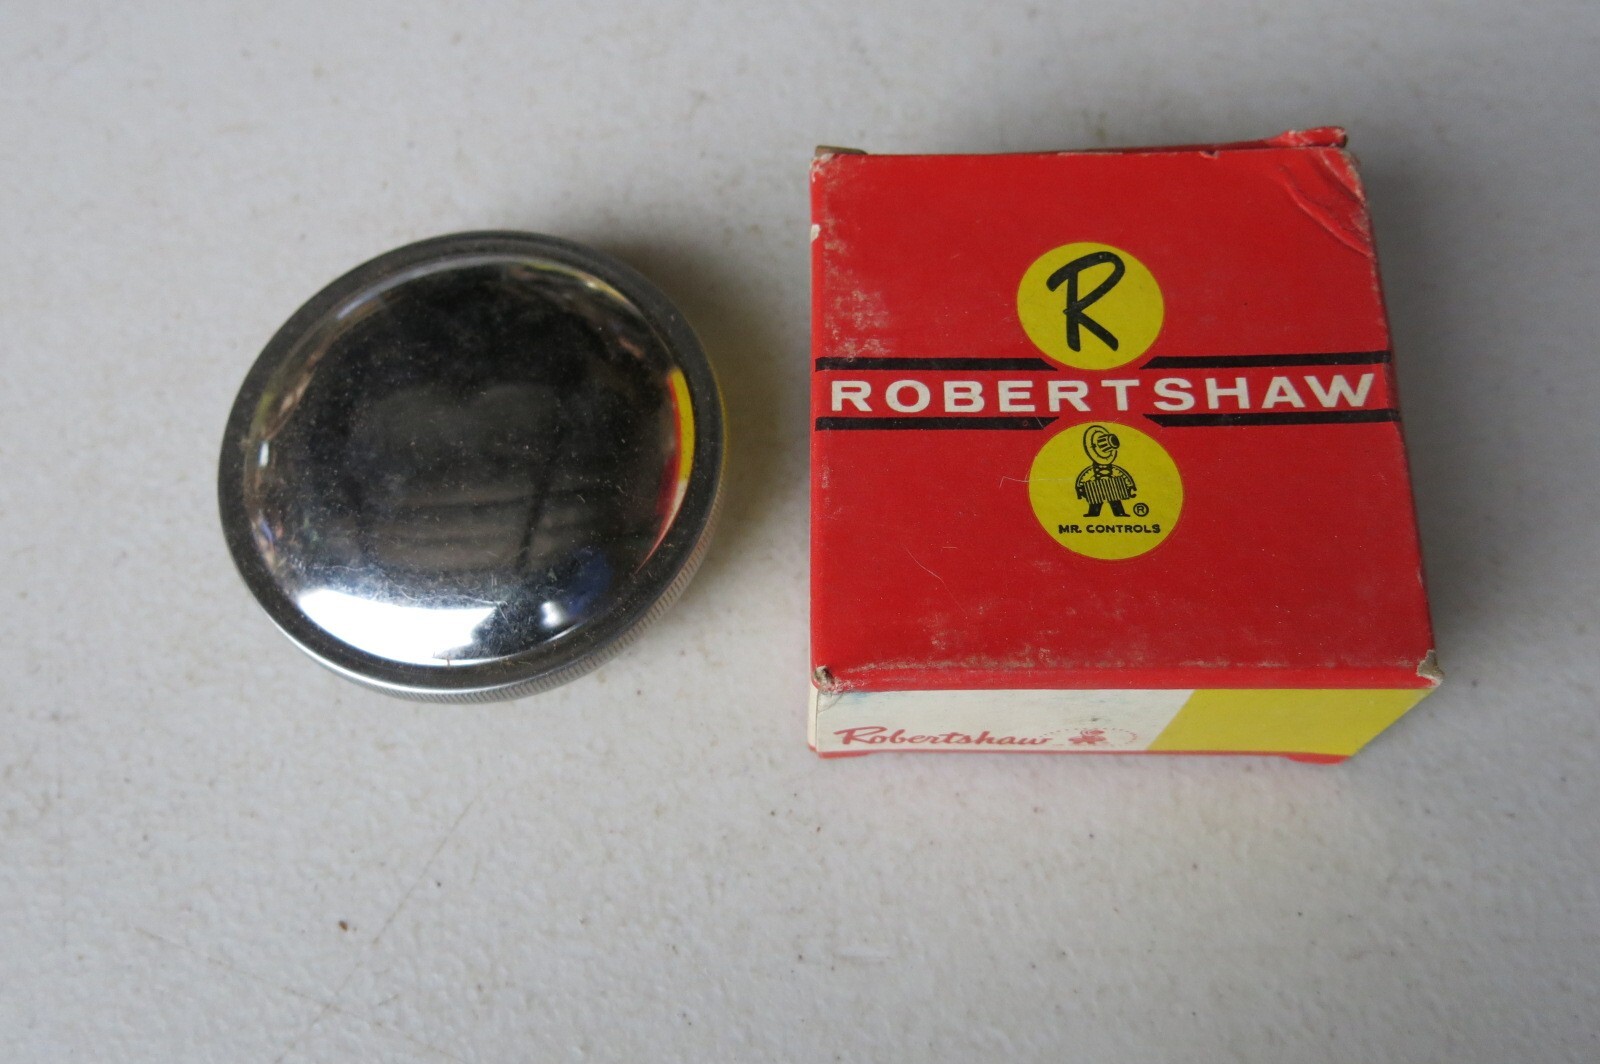 R
ROBERTSHAW
®
MR. CONTROLS
Robertshaw